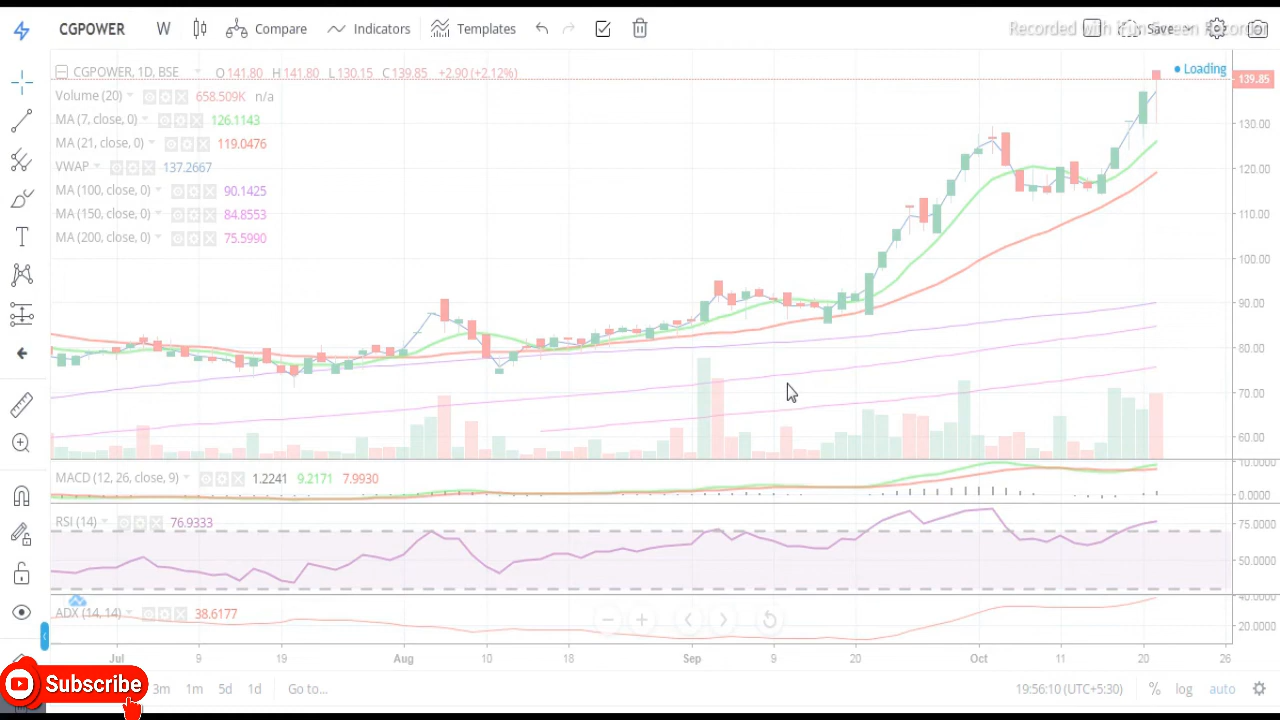 CGPOWER W Compare Indicators Templates Save
Recorded with Fun Screen Recorder
CGPOWER, 1D, BSE O141.80 H141.80 L130.15 C139.85 +2.90 (+2.12%)
Loading
139.85
Volume (20) 658.509K n/a
MA (7, close, 0) 126.1143
MA (21, close, 0) 119.0476
VWAP 137.2667
MA (100, close, 0) 90.1425
MA (150, close, 0) 84.8553
MA (200, close, 0) 75.5990
130.00
120.00
110.00
100.00
90.00
80.00
70.00
60.00
MACD (12, 26, close, 9) 1.2241 9.2171 7.9930
10.0000
0.0000
RSI (14) 76.9333
75.0000
50.0000
ADX (14, 14) 38.6177
40.0000
20.0000
Jul 9 19 Aug 10 18 Sep 9 20 Oct 11 20 26
Subscribe
3m 1m 5d 1d Go to... 19:56:10 (UTC+5:30) % log auto